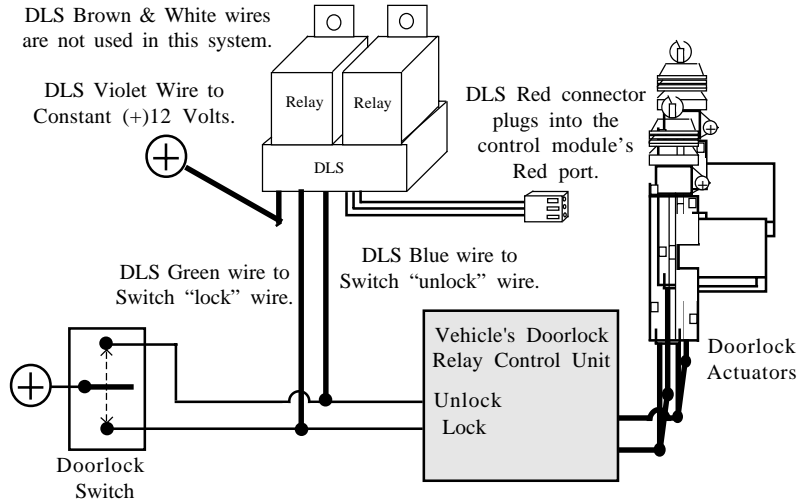 DLS Brown & White wires
are not used in this system.
DLS Violet Wire to
Constant (+)12 Volts.
Relay
Relay
DLS
DLS Red connector
plugs into the
control module's
Red port.
DLS Green wire to
Switch “lock” wire.
DLS Blue wire to
Switch “unlock” wire.
Vehicle's Doorlock
Relay Control Unit
Unlock
Lock
Doorlock
Actuators
Doorlock
Switch